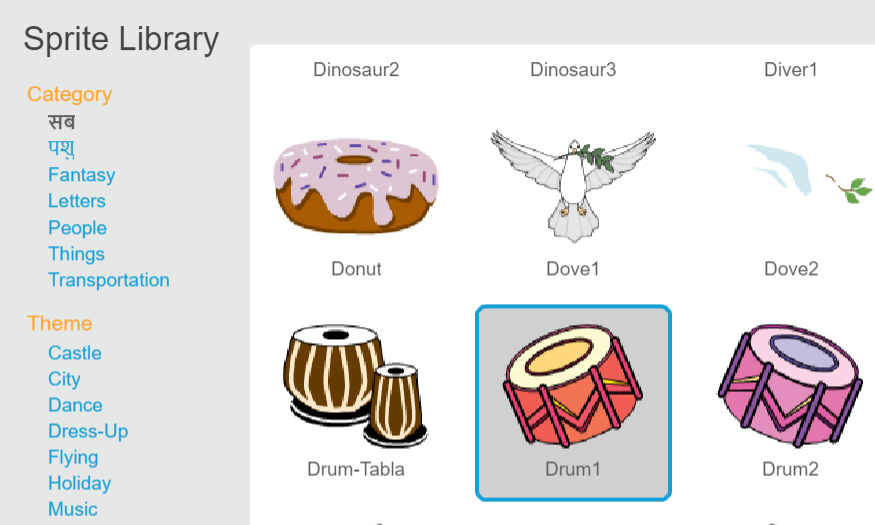 Sprite Library
Category
सब
पशु
Fantasy
Letters
People
Things
Transportation
Theme
Castle
City
Dance
Dress-Up
Flying
Holiday
Music
Dinosaur2 Dinosaur3 Diver1
Donut Dove1 Dove2
Drum-Tabla Drum1 Drum2